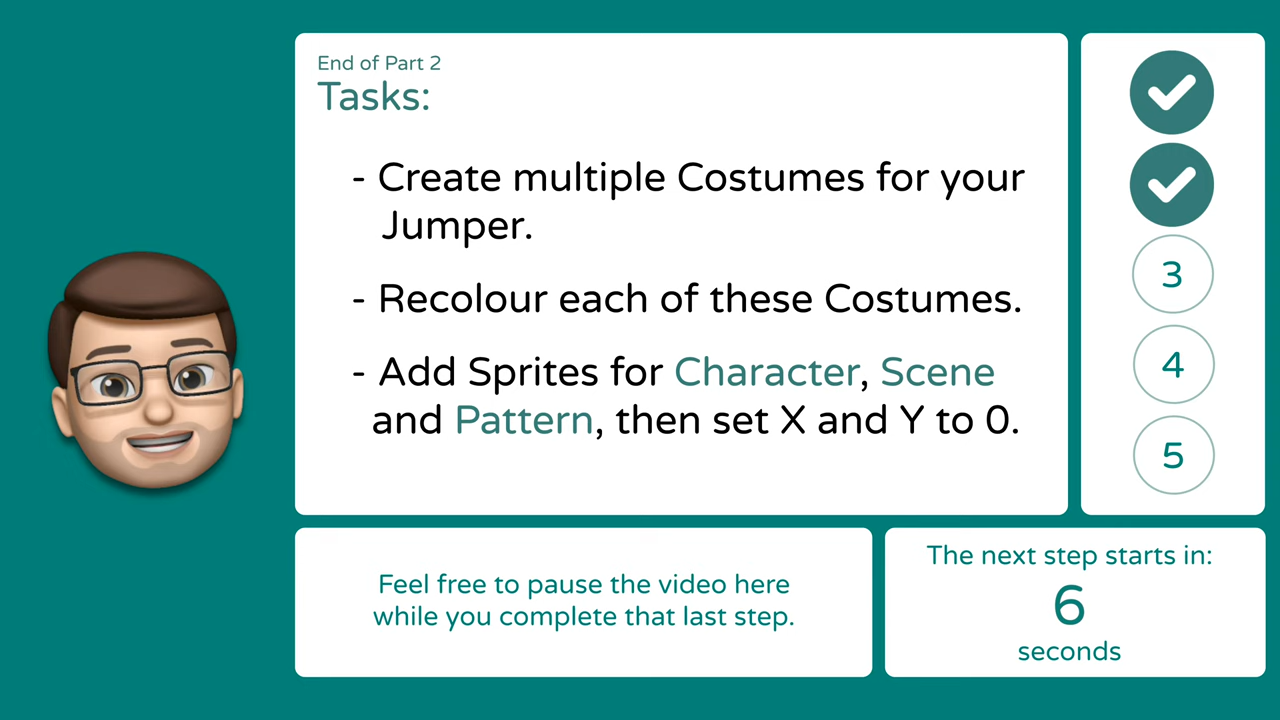 End of Part 2
Tasks:
- Create multiple Costumes for your
Jumper.
- Recolour each of these Costumes.
- Add Sprites for Character, Scene
and Pattern, then set X and Y to 0.
3
4
5
Feel free to pause the video here
while you complete that last step.
The next step starts in:
6
seconds